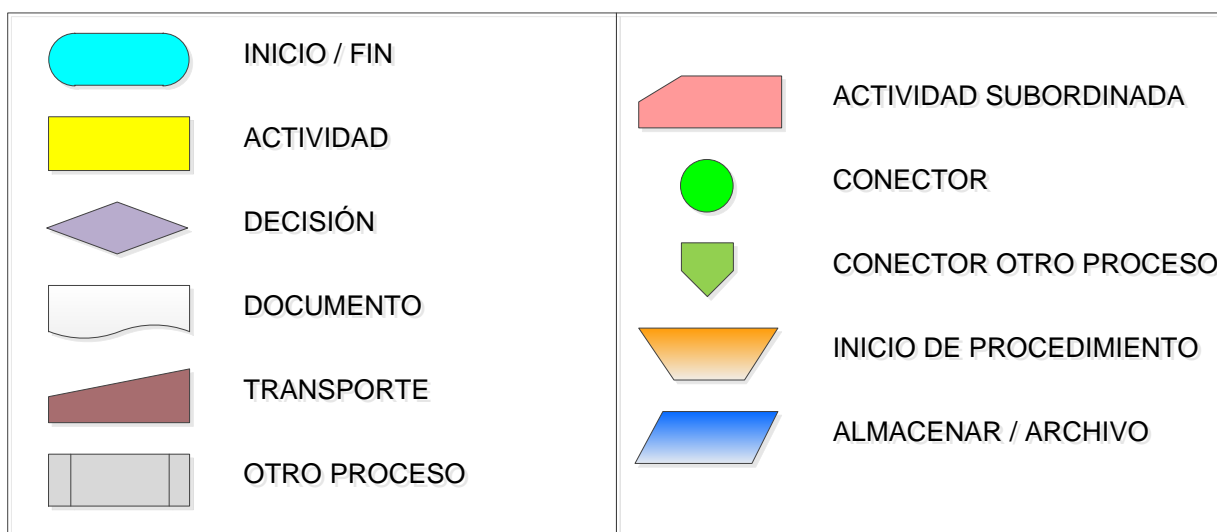 INICIO / FIN
ACTIVIDAD
DECISIÓN
DOCUMENTO
TRANSPORTE
OTRO PROCESO
ACTIVIDAD SUBORDINADA
CONECTOR
CONECTOR OTRO PROCESO
INICIO DE PROCEDIMIENTO
ALMACENAR / ARCHIVO